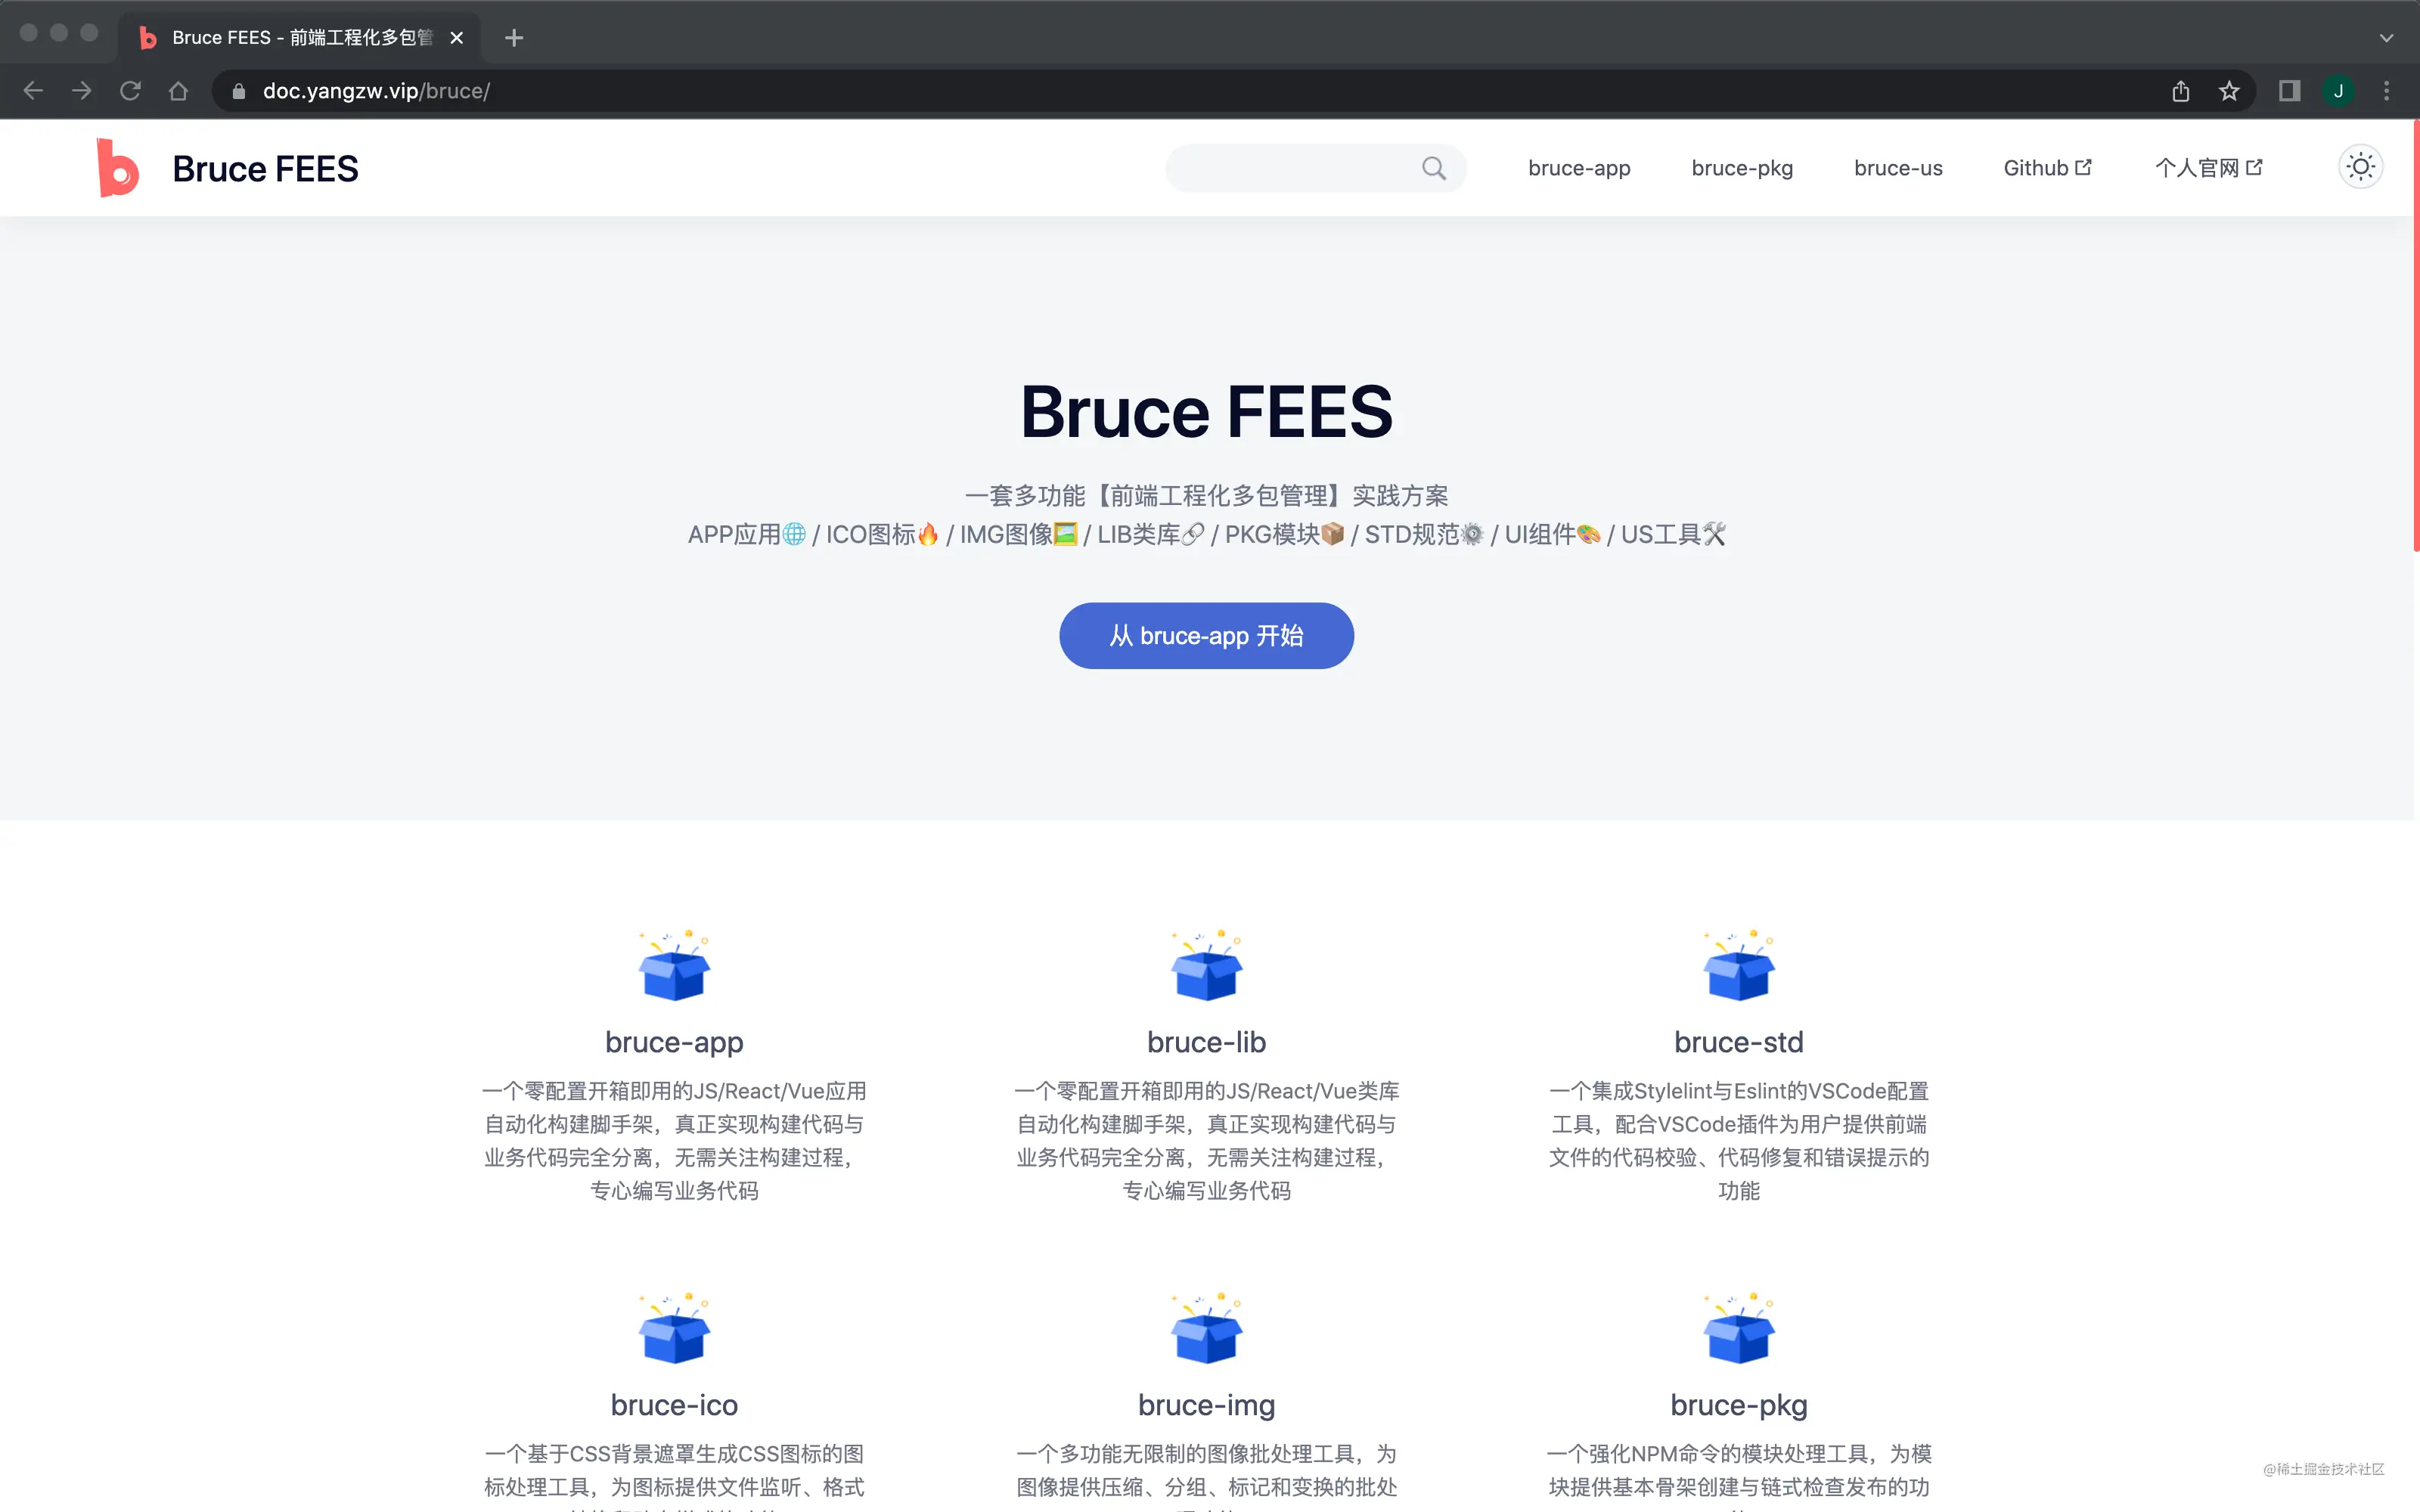 Bruce FEES - 前端工程化多包管
doc.yangzw.vip/bruce/
J
Bruce FEES
bruce-app
bruce-pkg
bruce-us
Github
个人官网
Bruce FEES
一套多功能【前端工程化多包管理】实践方案
APP应用🌐 / ICO图标🔥 / IMG图像🖼️ / LIB类库🔗 / PKG模块📦 / STD规范⚙️ / UI组件🎨 / US工具🛠️
从 bruce-app 开始
bruce-app
一个零配置开箱即用的JS/React/Vue应用
自动化构建脚手架，真正实现构建代码与
业务代码完全分离，无需关注构建过程，
专心编写业务代码
bruce-lib
一个零配置开箱即用的JS/React/Vue类库
自动化构建脚手架，真正实现构建代码与
业务代码完全分离，无需关注构建过程，
专心编写业务代码
bruce-std
一个集成Stylelint与Eslint的VSCode配置
工具，配合VSCode插件为用户提供前端
文件的代码校验、代码修复和错误提示的
功能
bruce-ico
一个基于CSS背景遮罩生成CSS图标的图
标处理工具，为图标提供文件监听、格式
bruce-img
一个多功能无限制的图像批处理工具，为
图像提供压缩、分组、标记和变换的批处
bruce-pkg
一个强化NPM命令的模块处理工具，为模
块提供基本骨架创建与链式检查发布的功
@稀土掘金技术社区